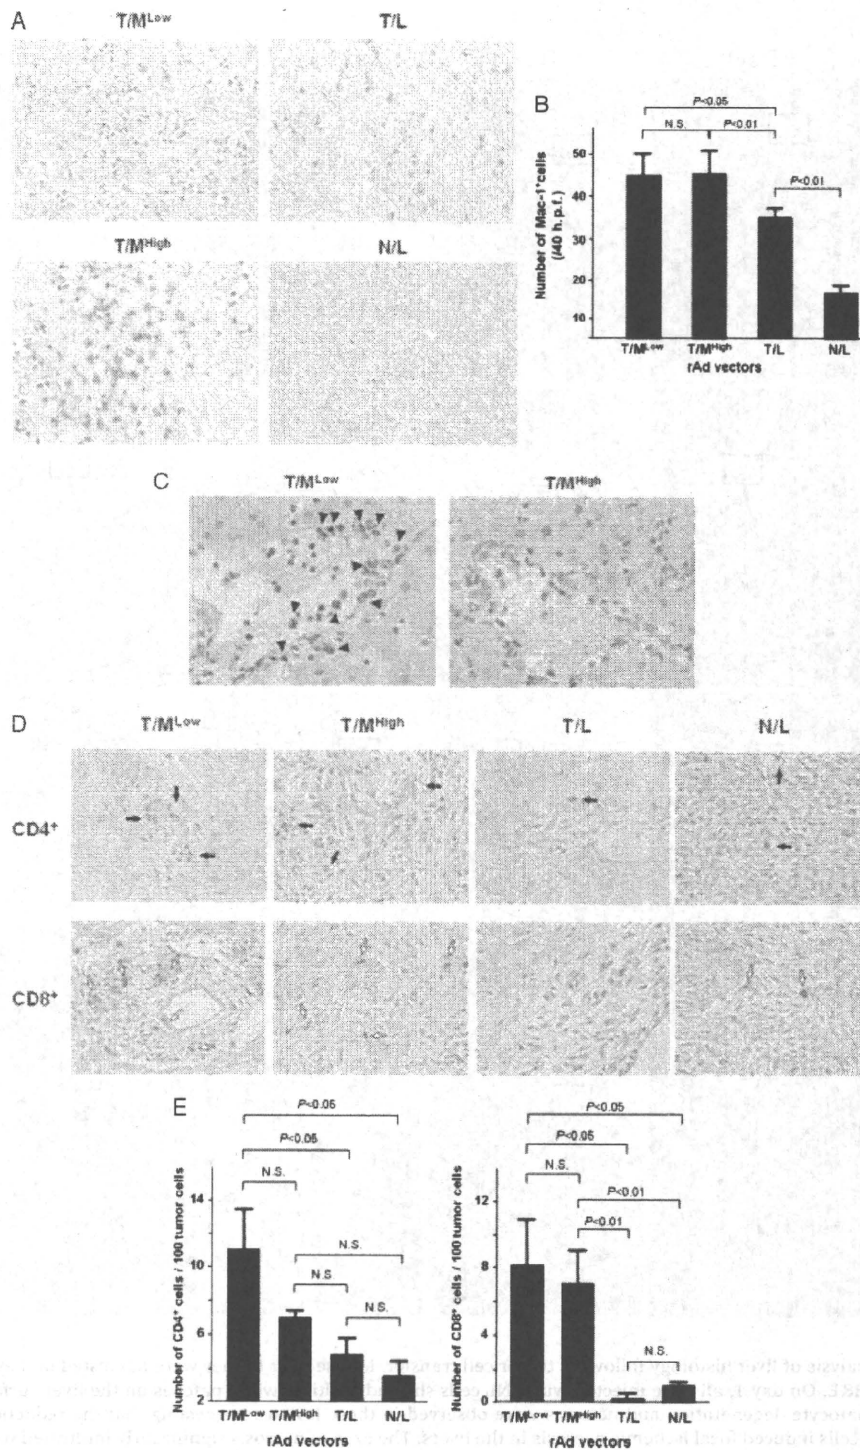 A
T/M^Low
T/L
T/M^High
N/L
B
P<0.05
N.S.
P<0.01
P<0.01
Number of Mac-1⁺cells
(/40 h.p.f.)
50
40
30
20
10
T/M^Low T/M^High T/L N/L
rAd vectors
C
T/M^Low
T/M^High
D
T/M^Low
T/M^High
T/L
N/L
CD4⁺
CD8⁺
E
P<0.05
P<0.05
N.S.
N.S.
N.S.
N.S.
Number of CD4⁺ cells / 100 tumor cells
14
10
6
2
T/M^Low T/M^High T/L N/L
rAd vectors
P<0.05
P<0.05
N.S.
P<0.01
P<0.01
N.S.
Number of CD8⁺ cells / 100 tumor cells
12
8
4
0
T/M^Low T/M^High T/L N/L
rAd vectors